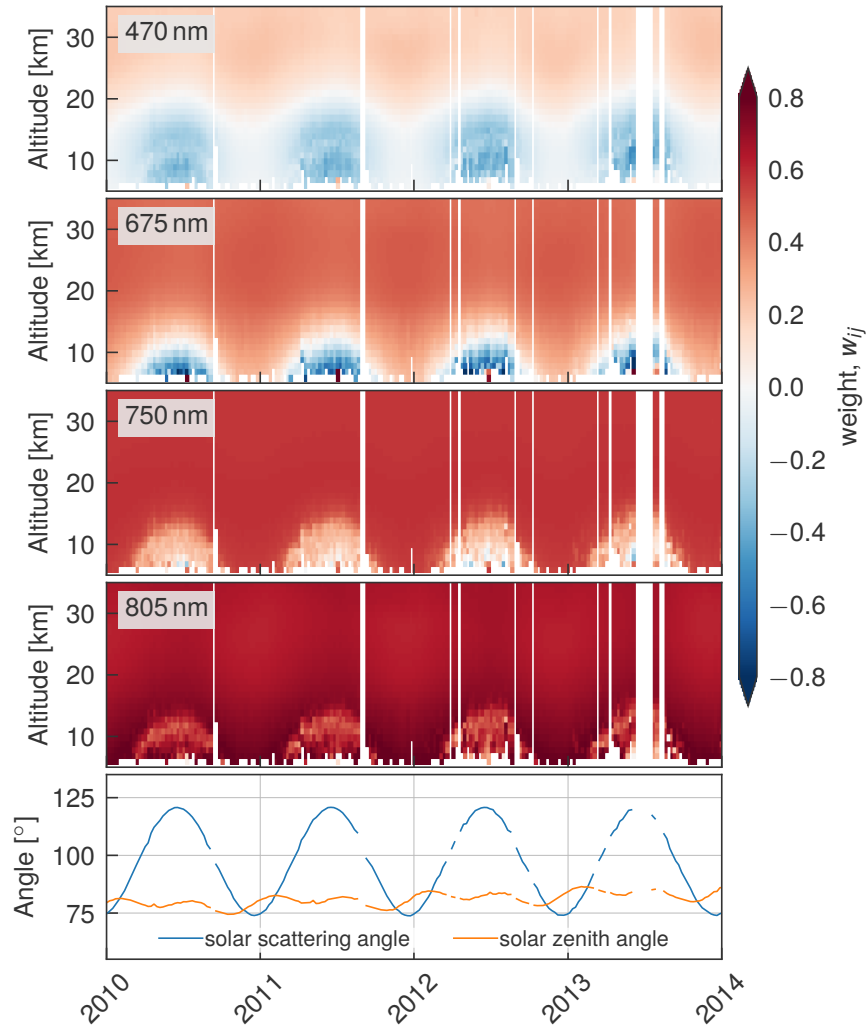 470 nm
Altitude [km]
30
20
10
675 nm
Altitude [km]
30
20
10
750 nm
Altitude [km]
30
20
10
805 nm
Altitude [km]
30
20
10
0.8
0.6
0.4
0.2
0.0
−0.2
−0.4
−0.6
−0.8
weight, w_ij
Angle [°]
125
100
75
solar scattering angle
solar zenith angle
2010
2011
2012
2013
2014